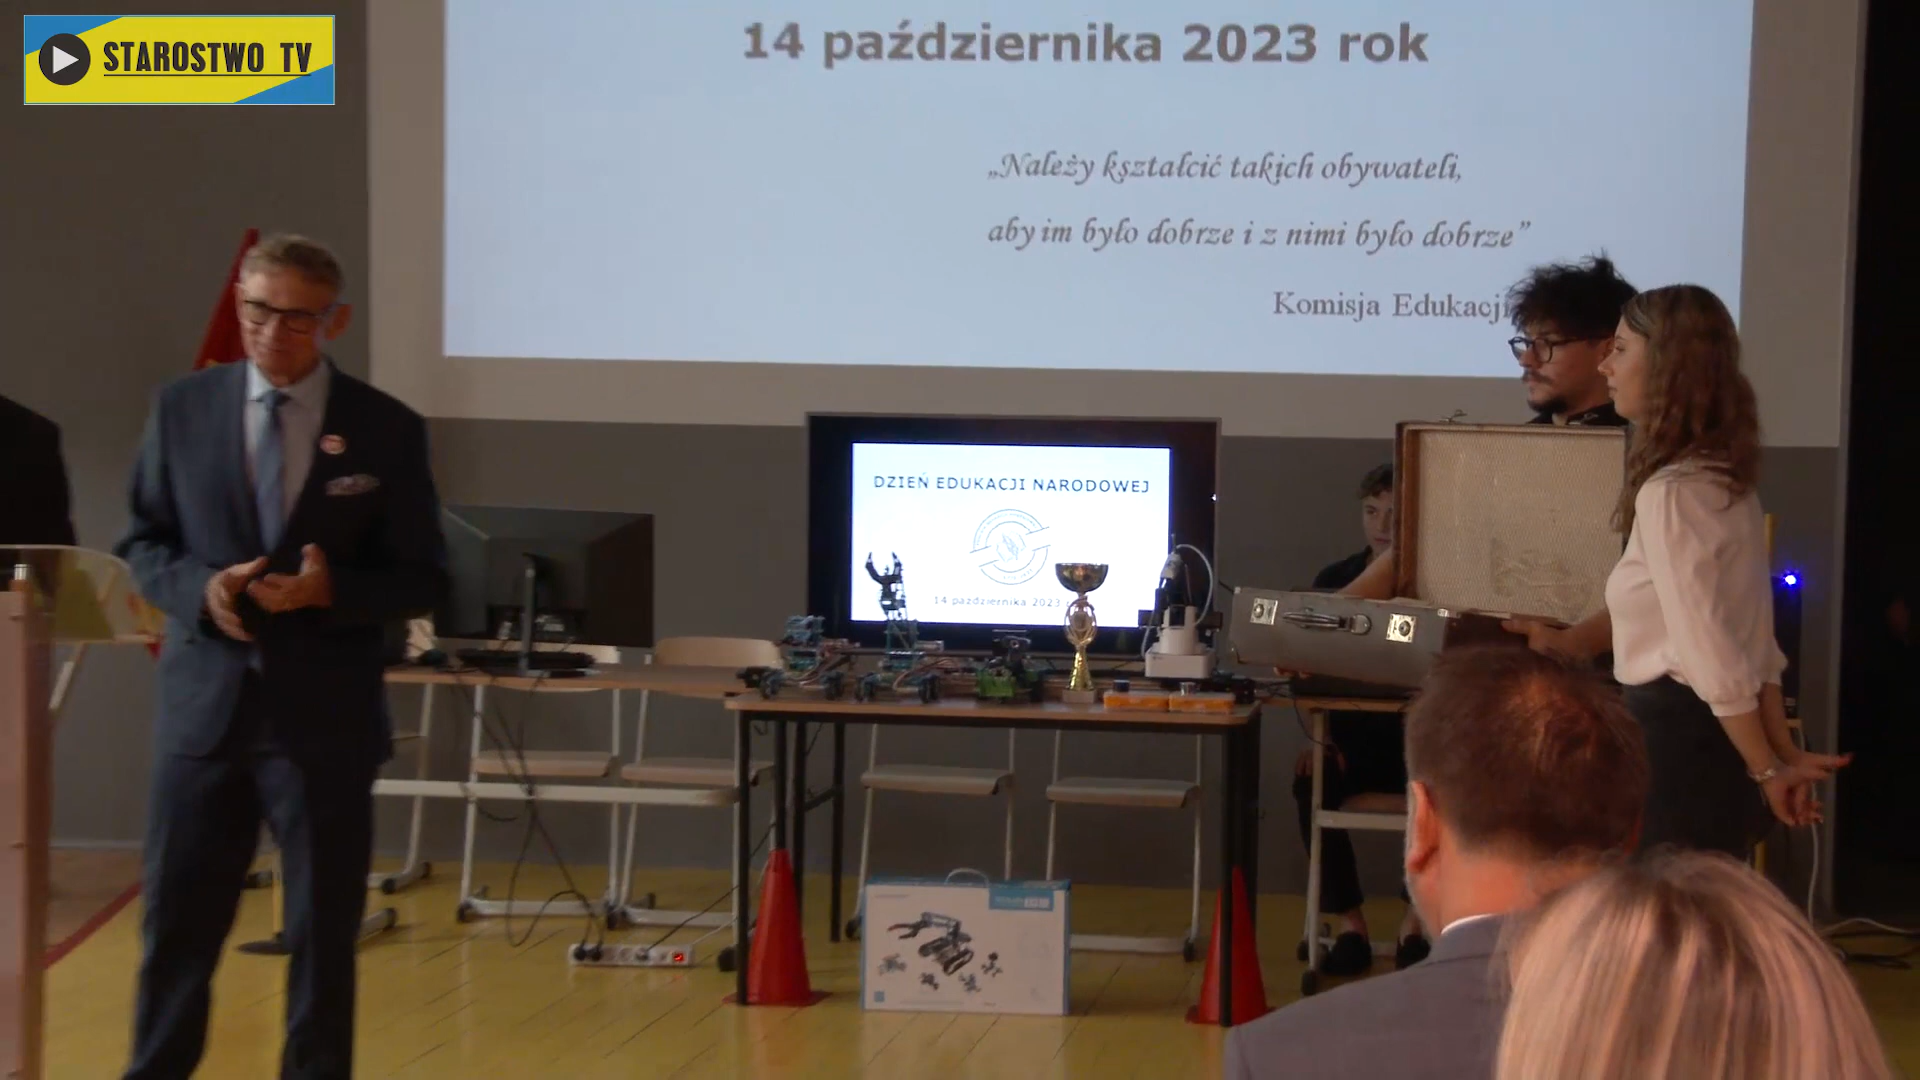 STAROSTWO TV
14 października 2023 rok
„Należy kształcić takich obywateli,
aby im było dobrze i z nimi było dobrze”
Komisja Edukacji
DZIEŃ EDUKACJI NARODOWEJ
14 października 2023